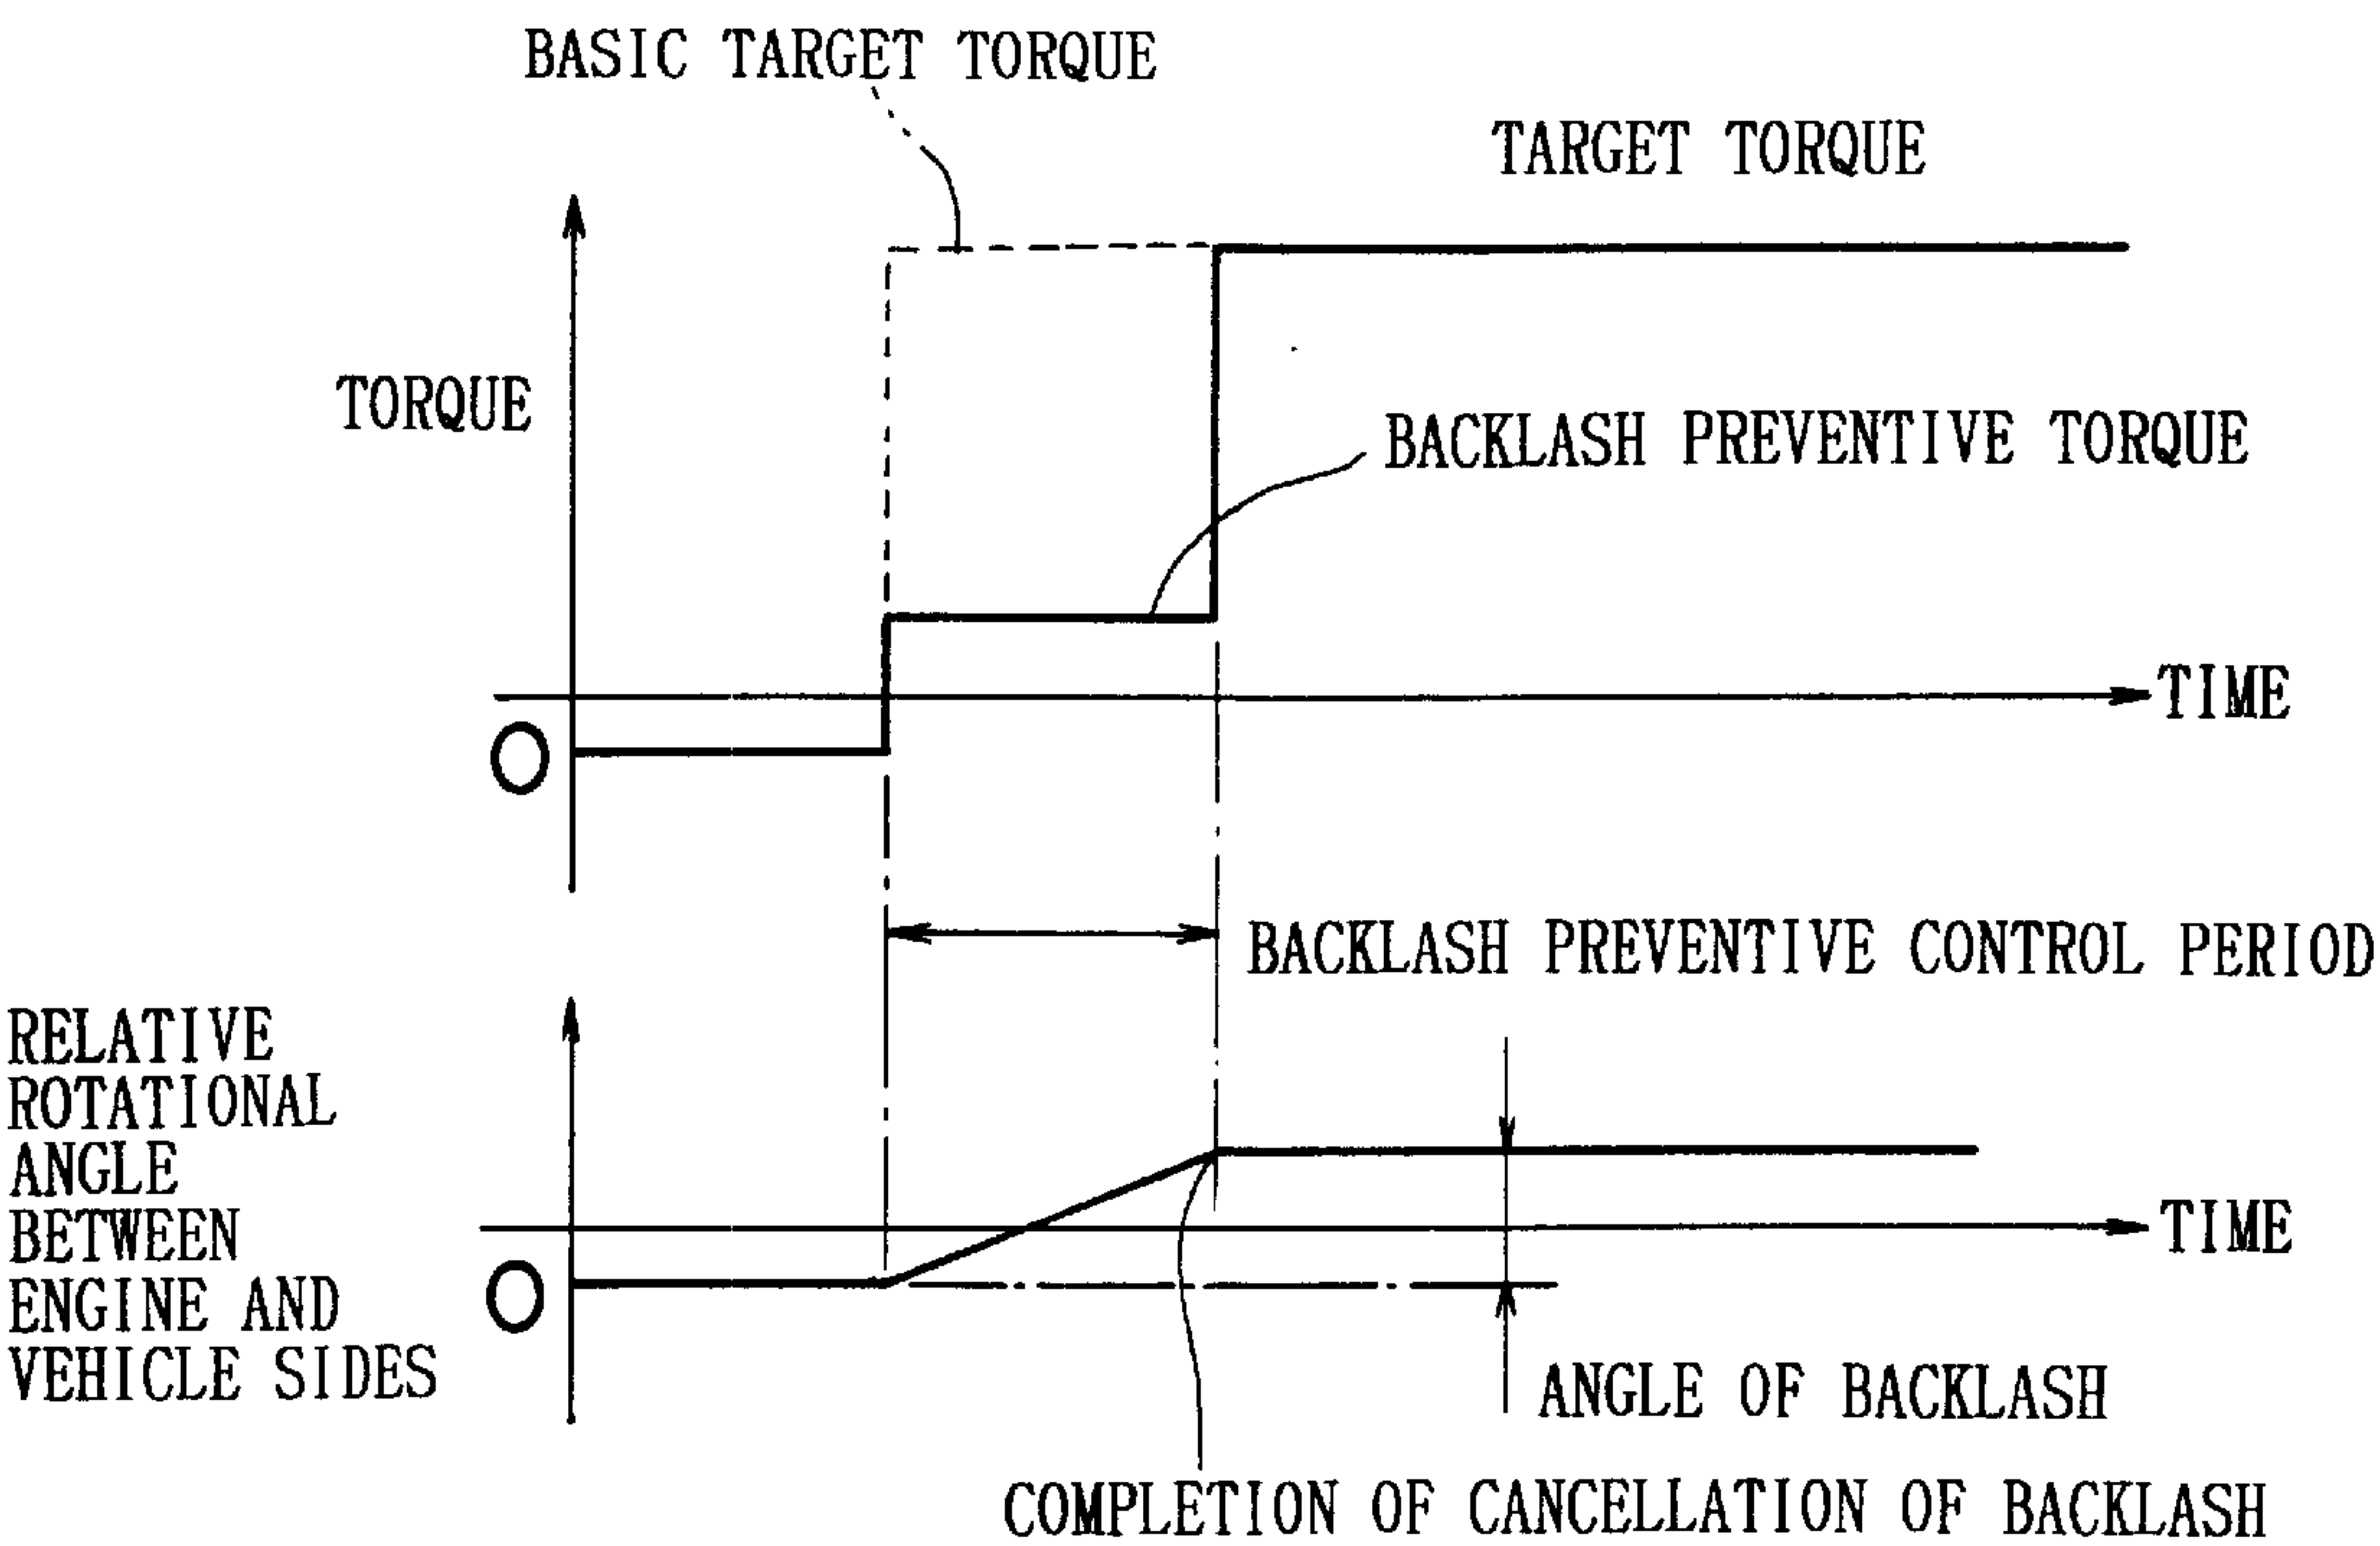 BASIC TARGET TORQUE
TARGET TORQUE
TORQUE
BACKLASH PREVENTIVE TORQUE
TIME
O
BACKLASH PREVENTIVE CONTROL PERIOD
RELATIVE
ROTATIONAL
ANGLE
BETWEEN
ENGINE AND
VEHICLE SIDES
TIME
O
ANGLE OF BACKLASH
COMPLETION OF CANCELLATION OF BACKLASH